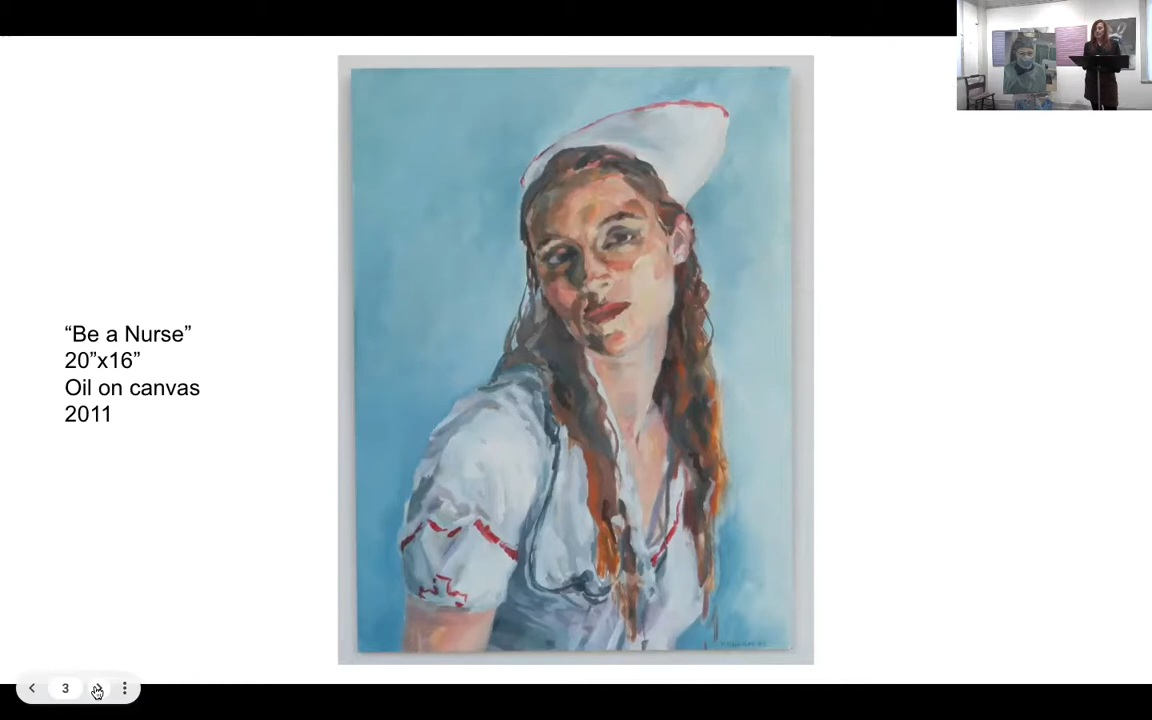 “Be a Nurse”
20”x16”
Oil on canvas
2011
3